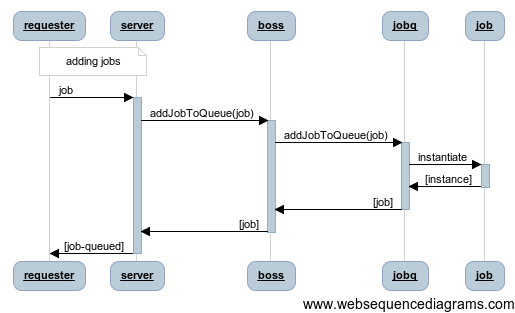 requester server boss jobq job
adding jobs
job
addJobToQueue(job)
addJobToQueue(job)
instantiate
[instance]
[job]
[job]
[job-queued]
requester server boss jobq job
www.websequencediagrams.com